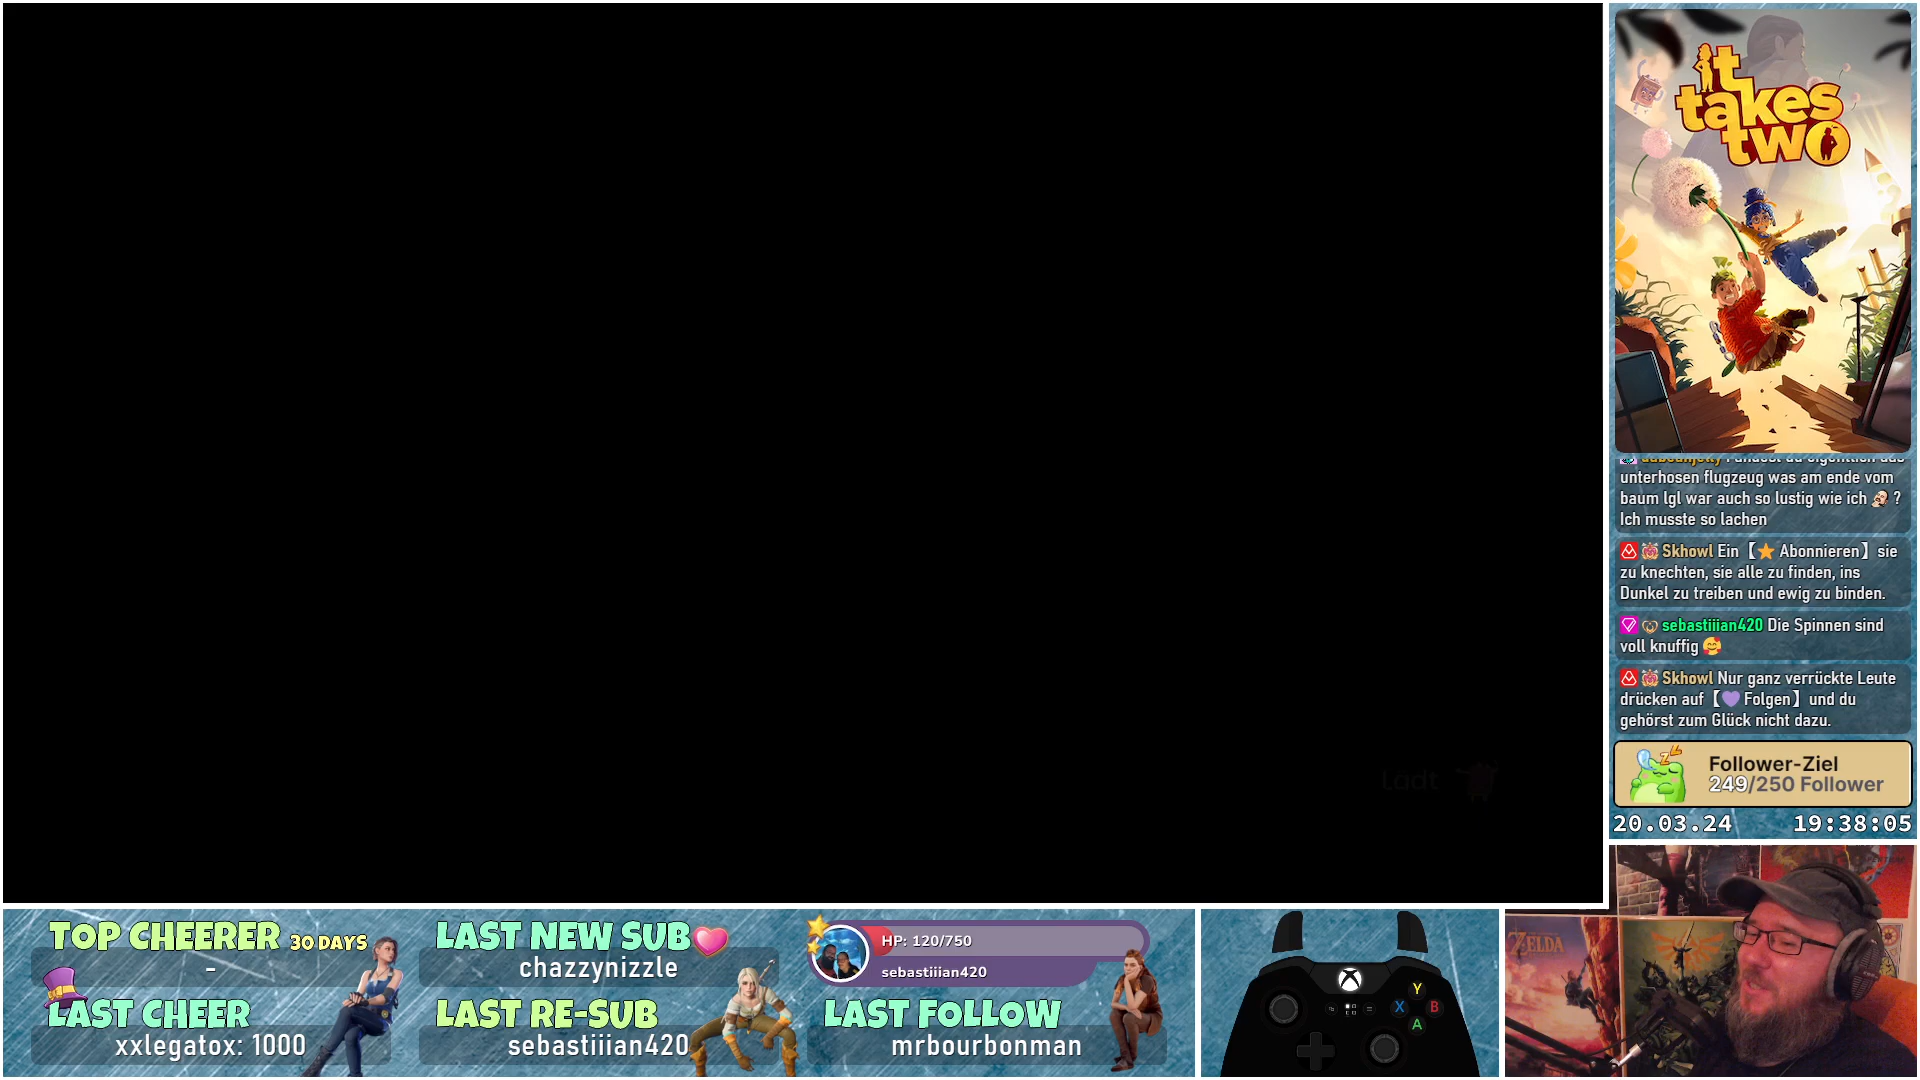 it
takes
two
unterhosen flugzeug was am ende vom
baum lgl war auch so lustig wie ich ?
Ich musste so lachen
Skhowl Ein【⭐ Abonnieren】sie
zu knechten, sie alle zu finden, ins
Dunkel zu treiben und ewig zu binden.
sebastiiian420 Die Spinnen sind
voll knuffig 🥰
Skhowl Nur ganz verrückte Leute
drücken auf【💜 Folgen】und du
gehörst zum Glück nicht dazu.
Lädt
Follower-Ziel
249/250 Follower
20.03.24 19:38:05
TOP CHEERER 30 DAYS
-
LAST CHEER
xxlegatox: 1000
LAST NEW SUB
chazzynizzle
LAST RE-SUB
sebastiiian420
HP: 120/750
sebastiiian420
LAST FOLLOW
mrbourbonman
Y
X B
A
ZELDA